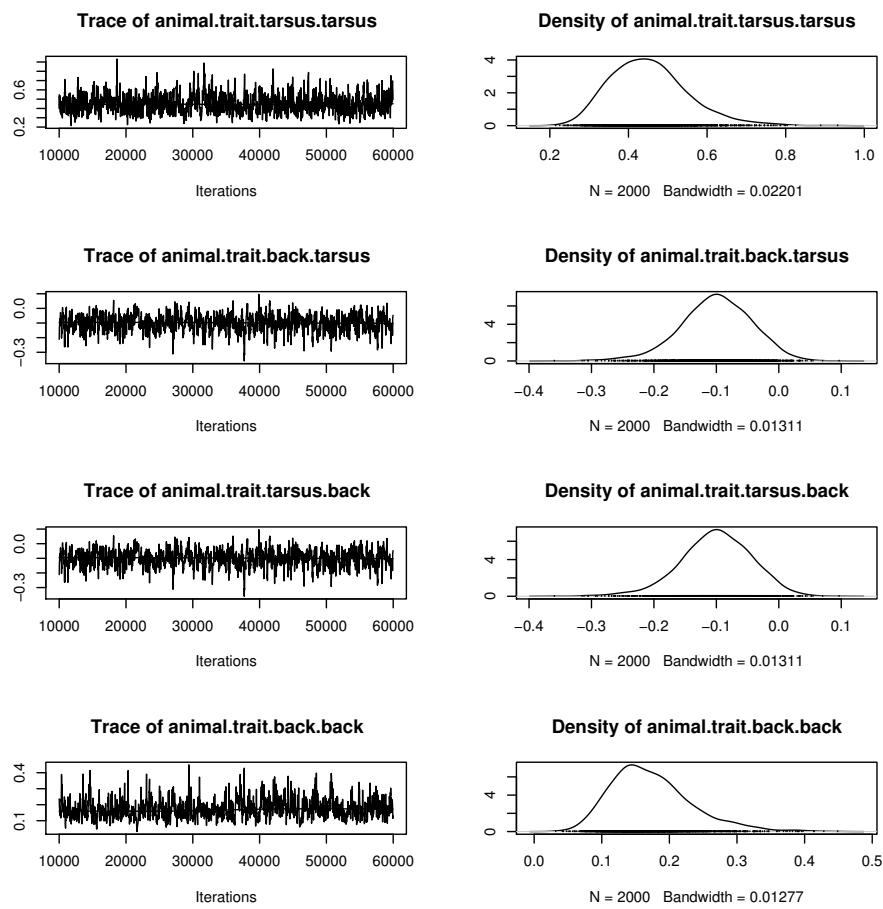 Trace of animal.trait.tarsus.tarsus
0.2 0.6
10000 20000 30000 40000 50000 60000
Iterations
Density of animal.trait.tarsus.tarsus
0 2 4
0.2 0.4 0.6 0.8 1.0
N = 2000 Bandwidth = 0.02201
Trace of animal.trait.back.tarsus
−0.3 0.0
10000 20000 30000 40000 50000 60000
Iterations
Density of animal.trait.back.tarsus
0 4
−0.4 −0.3 −0.2 −0.1 0.0 0.1
N = 2000 Bandwidth = 0.01311
Trace of animal.trait.tarsus.back
−0.3 0.0
10000 20000 30000 40000 50000 60000
Iterations
Density of animal.trait.tarsus.back
0 4
−0.4 −0.3 −0.2 −0.1 0.0 0.1
N = 2000 Bandwidth = 0.01311
Trace of animal.trait.back.back
0.1 0.4
10000 20000 30000 40000 50000 60000
Iterations
Density of animal.trait.back.back
0 4
0.0 0.1 0.2 0.3 0.4 0.5
N = 2000 Bandwidth = 0.01277